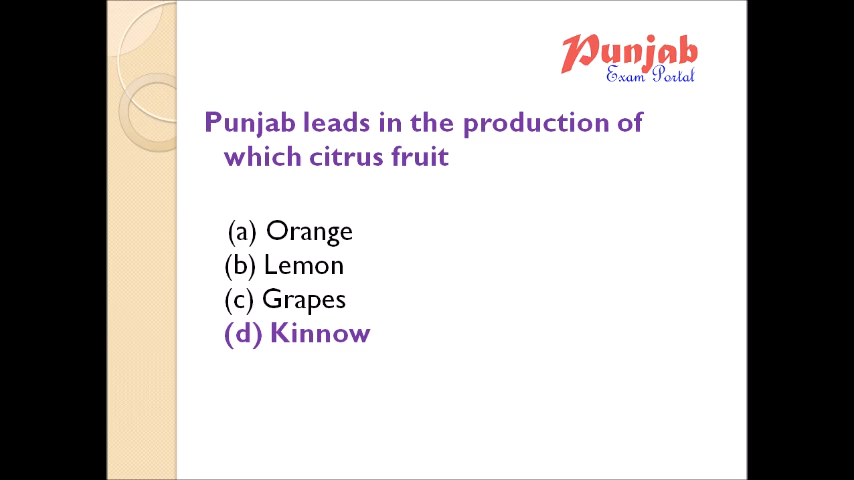 Punjab
Exam Portal
Punjab leads in the production of
which citrus fruit
(a) Orange
(b) Lemon
(c) Grapes
(d) Kinnow